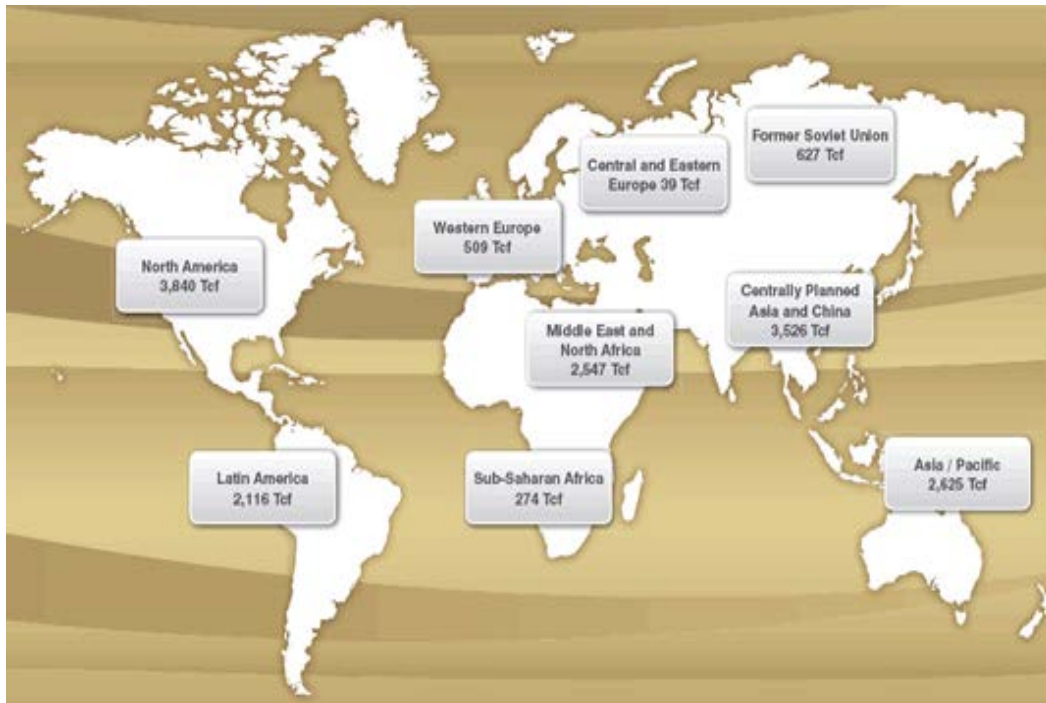 Former Soviet Union
627 Tcf
Central and Eastern
Europe 39 Tcf
Western Europe
509 Tcf
North America
3,840 Tcf
Centrally Planned
Asia and China
3,526 Tcf
Middle East and
North Africa
2,547 Tcf
Latin America
2,116 Tcf
Sub-Saharan Africa
274 Tcf
Asia / Pacific
2,625 Tcf